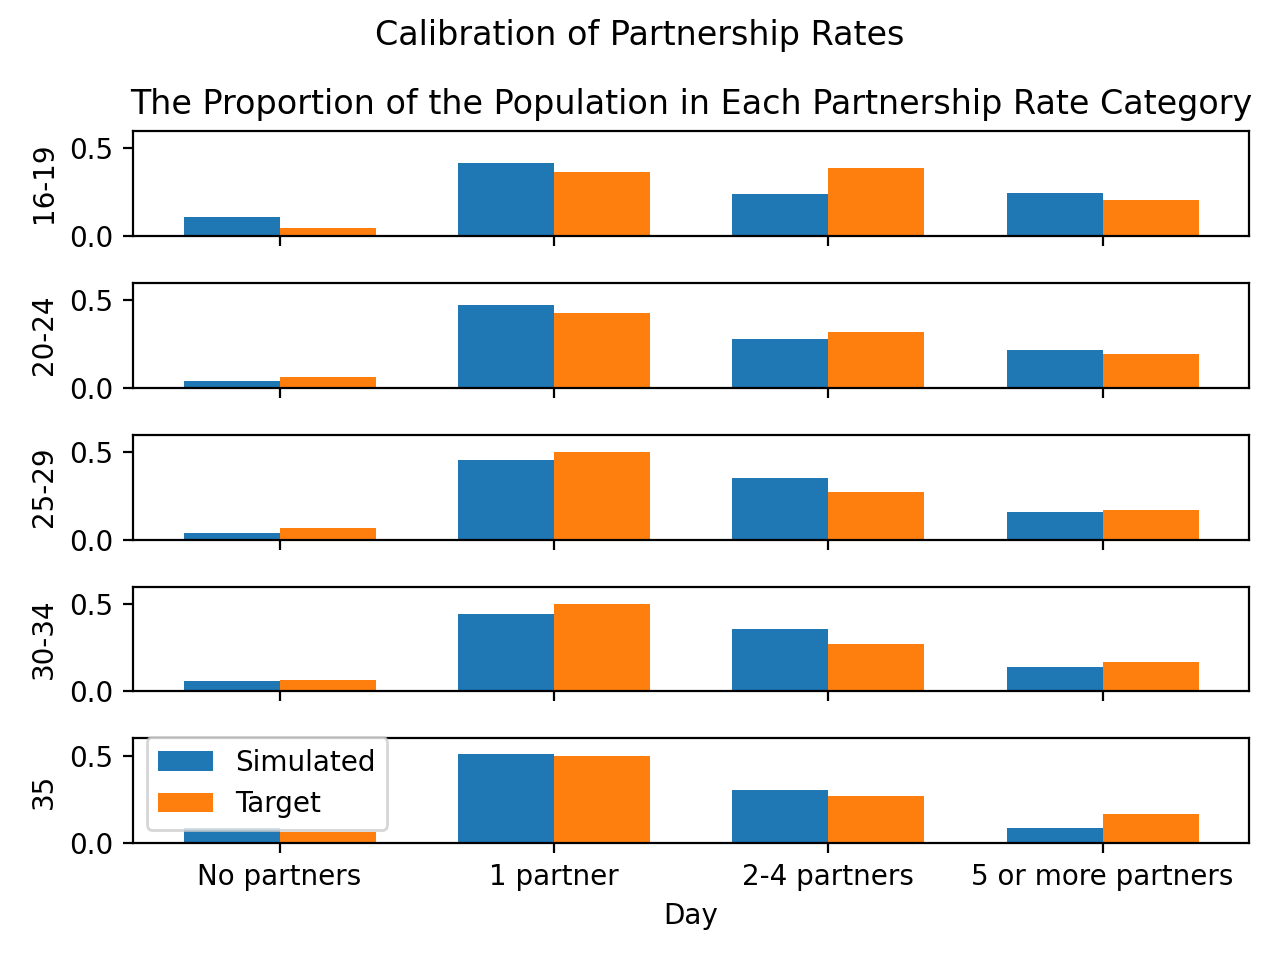 Calibration of Partnership Rates
The Proportion of the Population in Each Partnership Rate Category
16-19
0.5
0.0
20-24
0.5
0.0
25-29
0.5
0.0
30-34
0.5
0.0
35
0.5
0.0
Simulated
Target
No partners
1 partner
2-4 partners
5 or more partners
Day